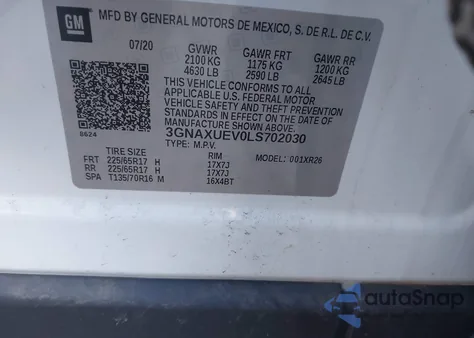 GM
MFD BY GENERAL MOTORS DE MEXICO, S. DE R.L. DE C.V.
07/20 GVWR GAWR FRT GAWR RR
2100 KG 1175 KG 1200 KG
4630 LB 2590 LB 2645 LB
THIS VEHICLE CONFORMS TO ALL
APPLICABLE U.S. FEDERAL MOTOR
VEHICLE SAFETY AND THEFT PREVENTION
STANDARDS IN EFFECT ON THE DATE OF
MANUFACTURE SHOWN ABOVE.
0624 3GNAXUEV0LS702030
TYPE: M.P.V. MODEL: 001XR26
TIRE SIZE RIM
FRT 225/65R17 H 17X7J
RR 225/65R17 H 17X7J
SPA T135/70R16 M 16X4BT
autoSnap